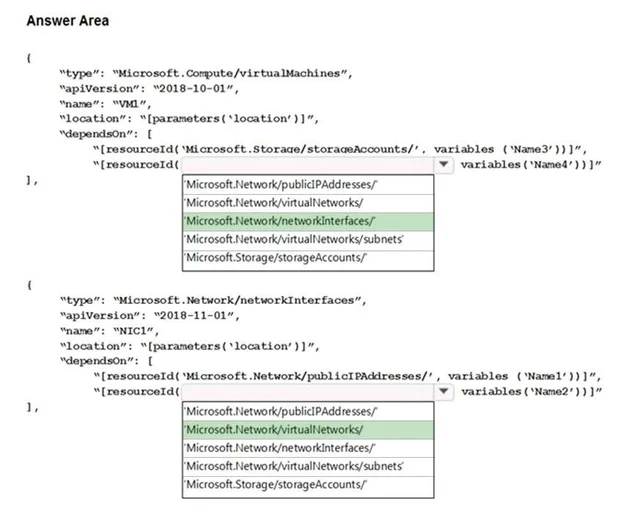 Answer Area
{
"type": "Microsoft.Compute/virtualMachines",
"apiVersion": "2018-10-01",
"name": "VM1",
"location": "[parameters('location')]",
"dependsOn": [
"[resourceId('Microsoft.Storage/storageAccounts/', variables ('Name3'))]",
"[resourceId( variables('Name4'))]"
'Microsoft.Network/publicIPAddresses/'
'Microsoft.Network/virtualNetworks/
'Microsoft.Network/networkInterfaces/'
'Microsoft.Network/virtualNetworks/subnets'
'Microsoft.Storage/storageAccounts/'
],
{
"type": "Microsoft.Network/networkInterfaces",
"apiVersion": "2018-11-01",
"name": "NIC1",
"location": "[parameters('location')]",
"dependsOn": [
"[resourceId('Microsoft.Network/publicIPAddresses/', variables ('Name1'))]",
"[resourceId( variables('Name2'))]"
'Microsoft.Network/publicIPAddresses/'
'Microsoft.Network/virtualNetworks/
'Microsoft.Network/networkInterfaces/'
'Microsoft.Network/virtualNetworks/subnets'
'Microsoft.Storage/storageAccounts/'
],